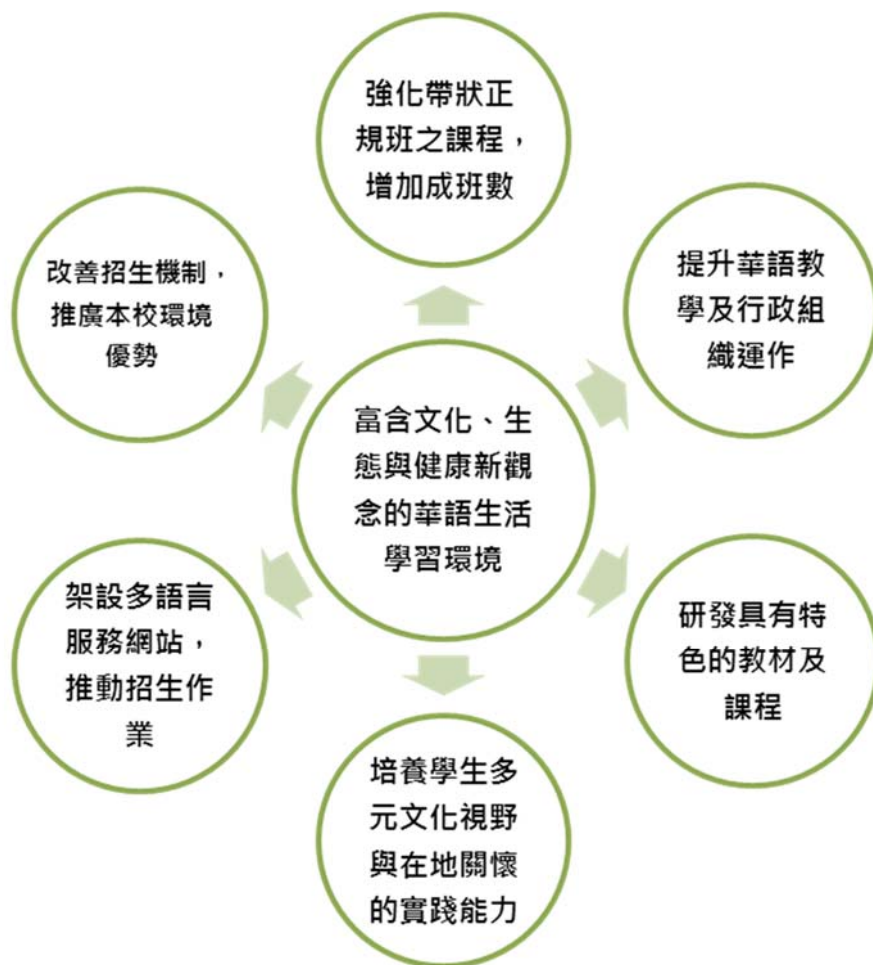 強化帶狀正
規班之課程，
增加成班數
提升華語教
學及行政組
織運作
研發具有特
色的教材及
課程
培養學生多
元文化視野
與在地關懷
的實踐能力
架設多語言
服務網站，
推動招生作
業
改善招生機制，
推廣本校環境
優勢
富含文化、生
態與健康新觀
念的華語生活
學習環境